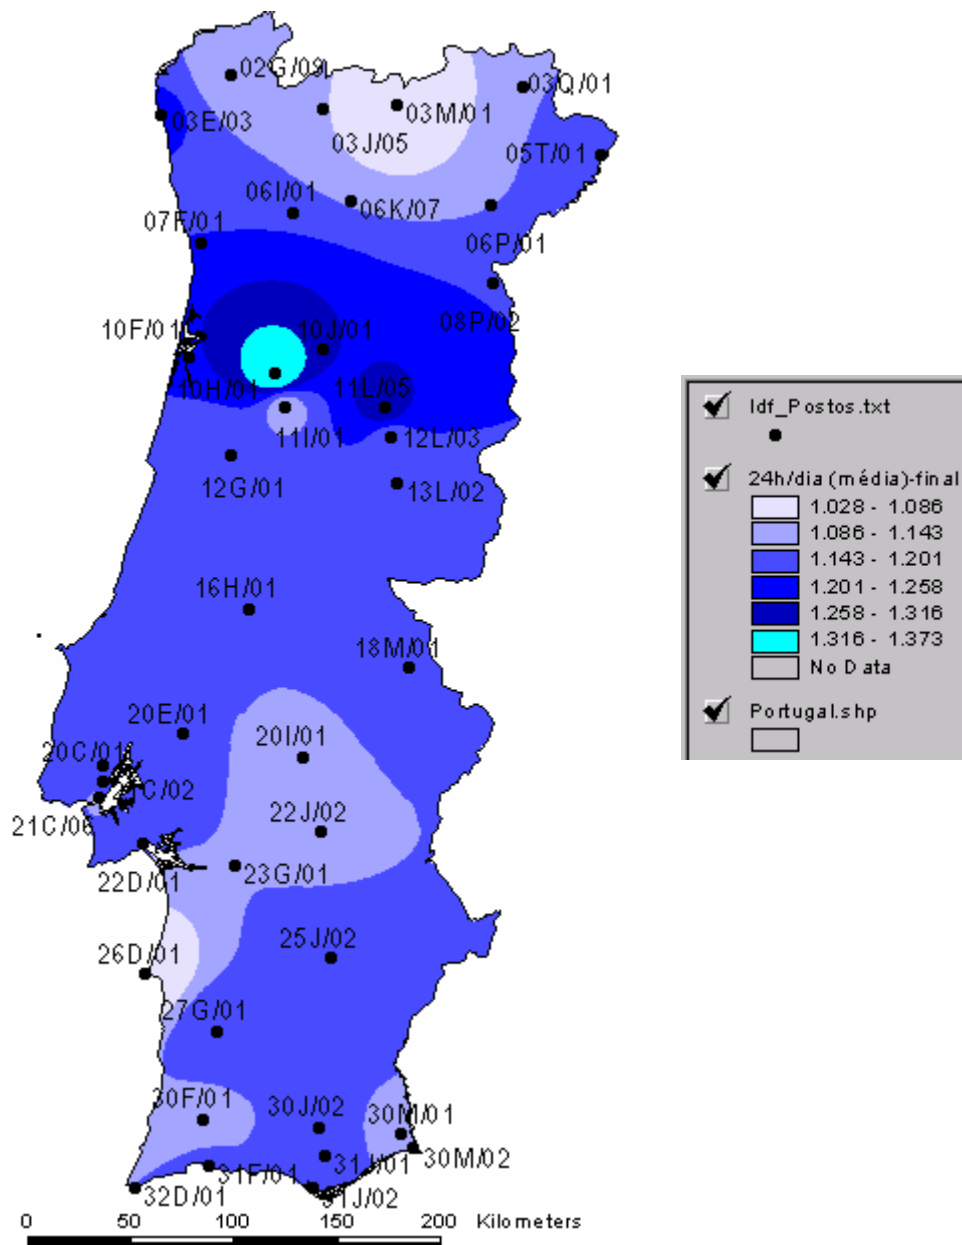 02G/09
03Q/01
03E/03
03M/01
03J/05
05T/01
06I/01
06K/07
07F/01
06P/01
08P/02
10F/01
10J/01
10H/01
11L/05
11I/01
12L/03
12G/01
13L/02
16H/01
18M/01
20E/01
20I/01
20C/01
C/02
22J/02
21C/06
22D/01
23G/01
25J/02
26D/01
27G/01
30F/01
30J/02
30M/01
31F/01
31J/01
30M/02
32D/01
31J/02
0 50 100 150 200 Kilometers
Idf_Postos.txt
24h/dia (média)-final
1.028 - 1.086
1.086 - 1.143
1.143 - 1.201
1.201 - 1.258
1.258 - 1.316
1.316 - 1.373
No Data
Portugal.shp